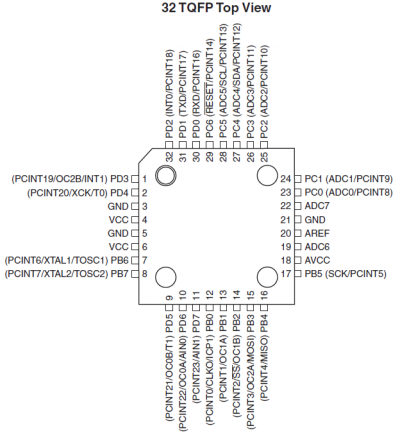 32 TQFP Top View
PD2 (INT0/PCINT18)
PD1 (TXD/PCINT17)
PD0 (RXD/PCINT16)
PC6 (RESET/PCINT14)
PC5 (ADC5/SCL/PCINT13)
PC4 (ADC4/SDA/PCINT12)
PC3 (ADC3/PCINT11)
PC2 (ADC2/PCINT10)
32 31 30 29 28 27 26 25
(PCINT19/OC2B/INT1) PD3 1
(PCINT20/XCK/T0) PD4 2
GND 3
VCC 4
GND 5
VCC 6
(PCINT6/XTAL1/TOSC1) PB6 7
(PCINT7/XTAL2/TOSC2) PB7 8
24 PC1 (ADC1/PCINT9)
23 PC0 (ADC0/PCINT8)
22 ADC7
21 GND
20 AREF
19 ADC6
18 AVCC
17 PB5 (SCK/PCINT5)
9 10 11 12 13 14 15 16
(PCINT21/OC0B/T1) PD5
(PCINT22/OC0A/AIN0) PD6
(PCINT23/AIN1) PD7
(PCINT0/CLKO/ICP1) PB0
(PCINT1/OC1A) PB1
(PCINT2/SS/OC1B) PB2
(PCINT3/OC2A/MOSI) PB3
(PCINT4/MISO) PB4